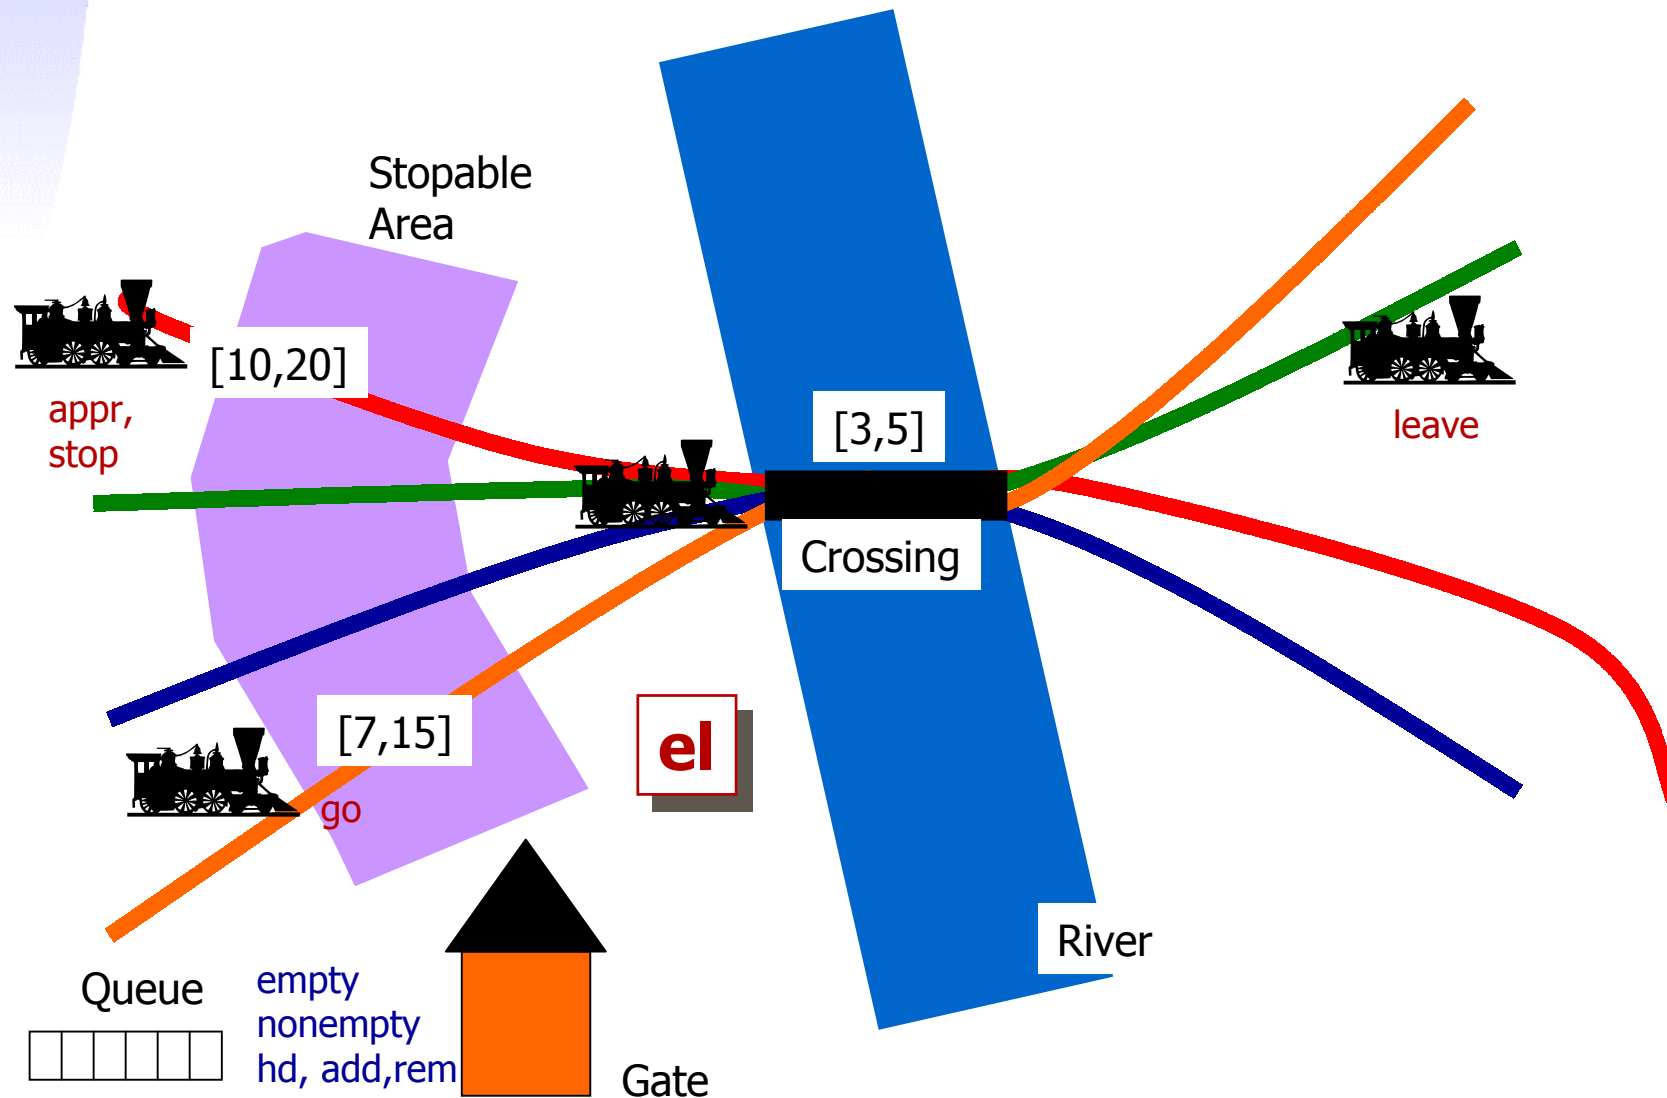 Stopable
Area
[10,20]
appr,
stop
[3,5]
leave
Crossing
[7,15]
go
el
River
Queue
empty
nonempty
hd, add,rem
Gate